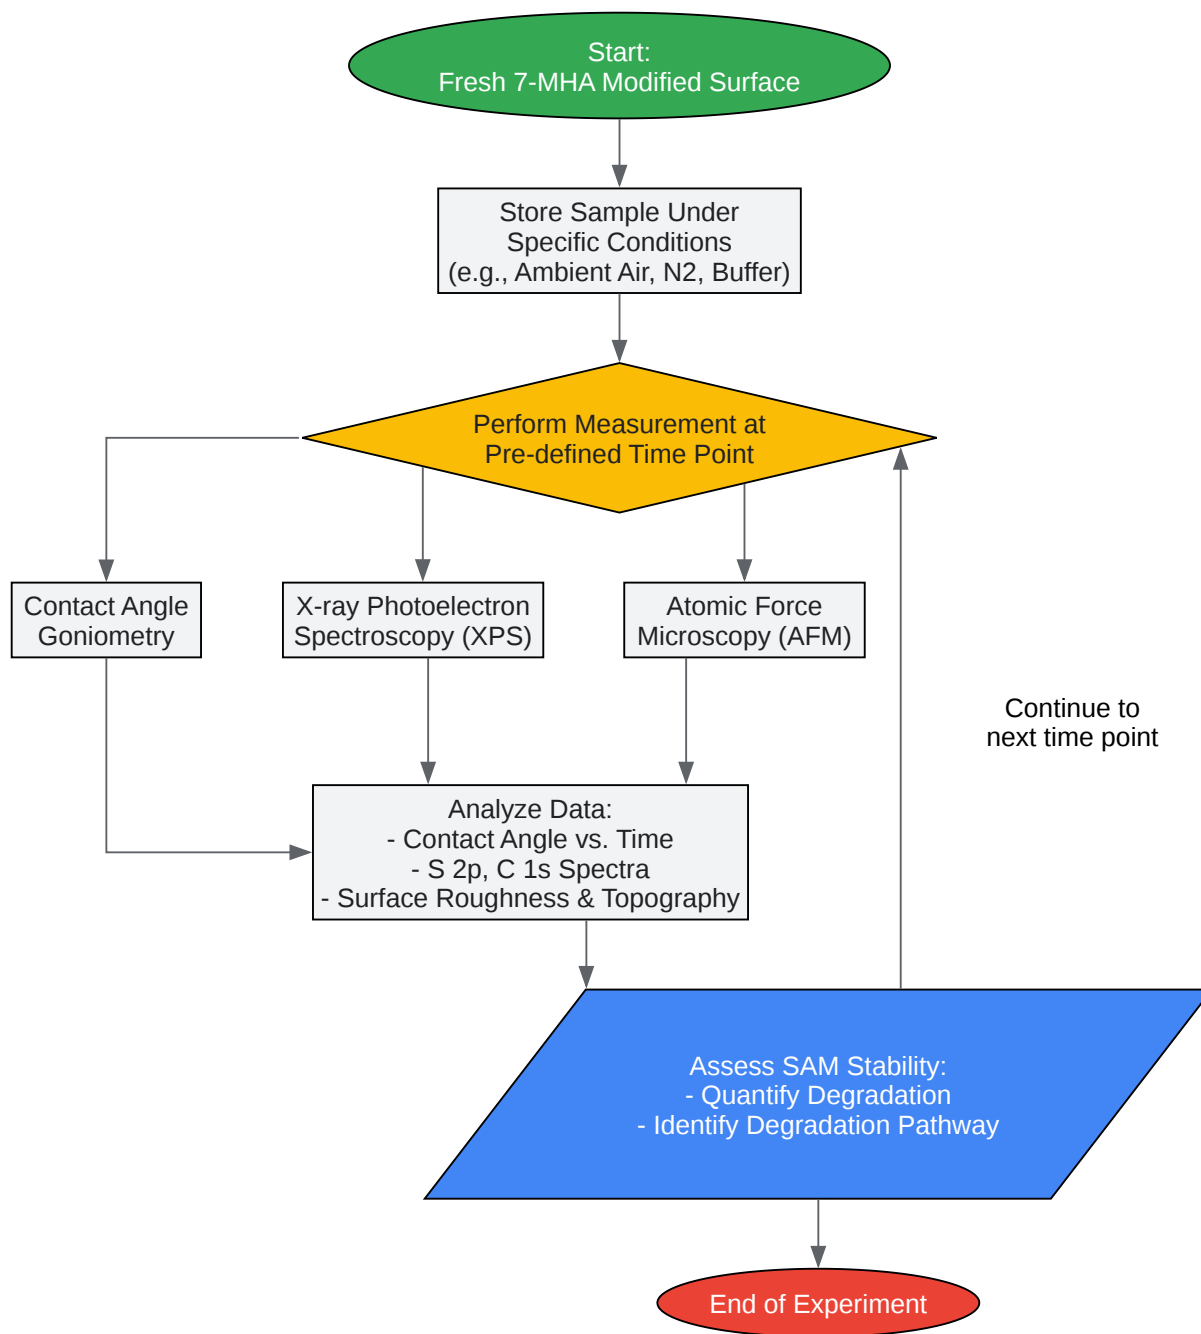 Start:
Fresh 7-MHA Modified Surface
Store Sample Under
Specific Conditions
(e.g., Ambient Air, N2, Buffer)
Perform Measurement at
Pre-defined Time Point
Contact Angle
Goniometry
X-ray Photoelectron
Spectroscopy (XPS)
Atomic Force
Microscopy (AFM)
Continue to
next time point
Analyze Data:
- Contact Angle vs. Time
- S 2p, C 1s Spectra
- Surface Roughness & Topography
Assess SAM Stability:
- Quantify Degradation
- Identify Degradation Pathway
End of Experiment